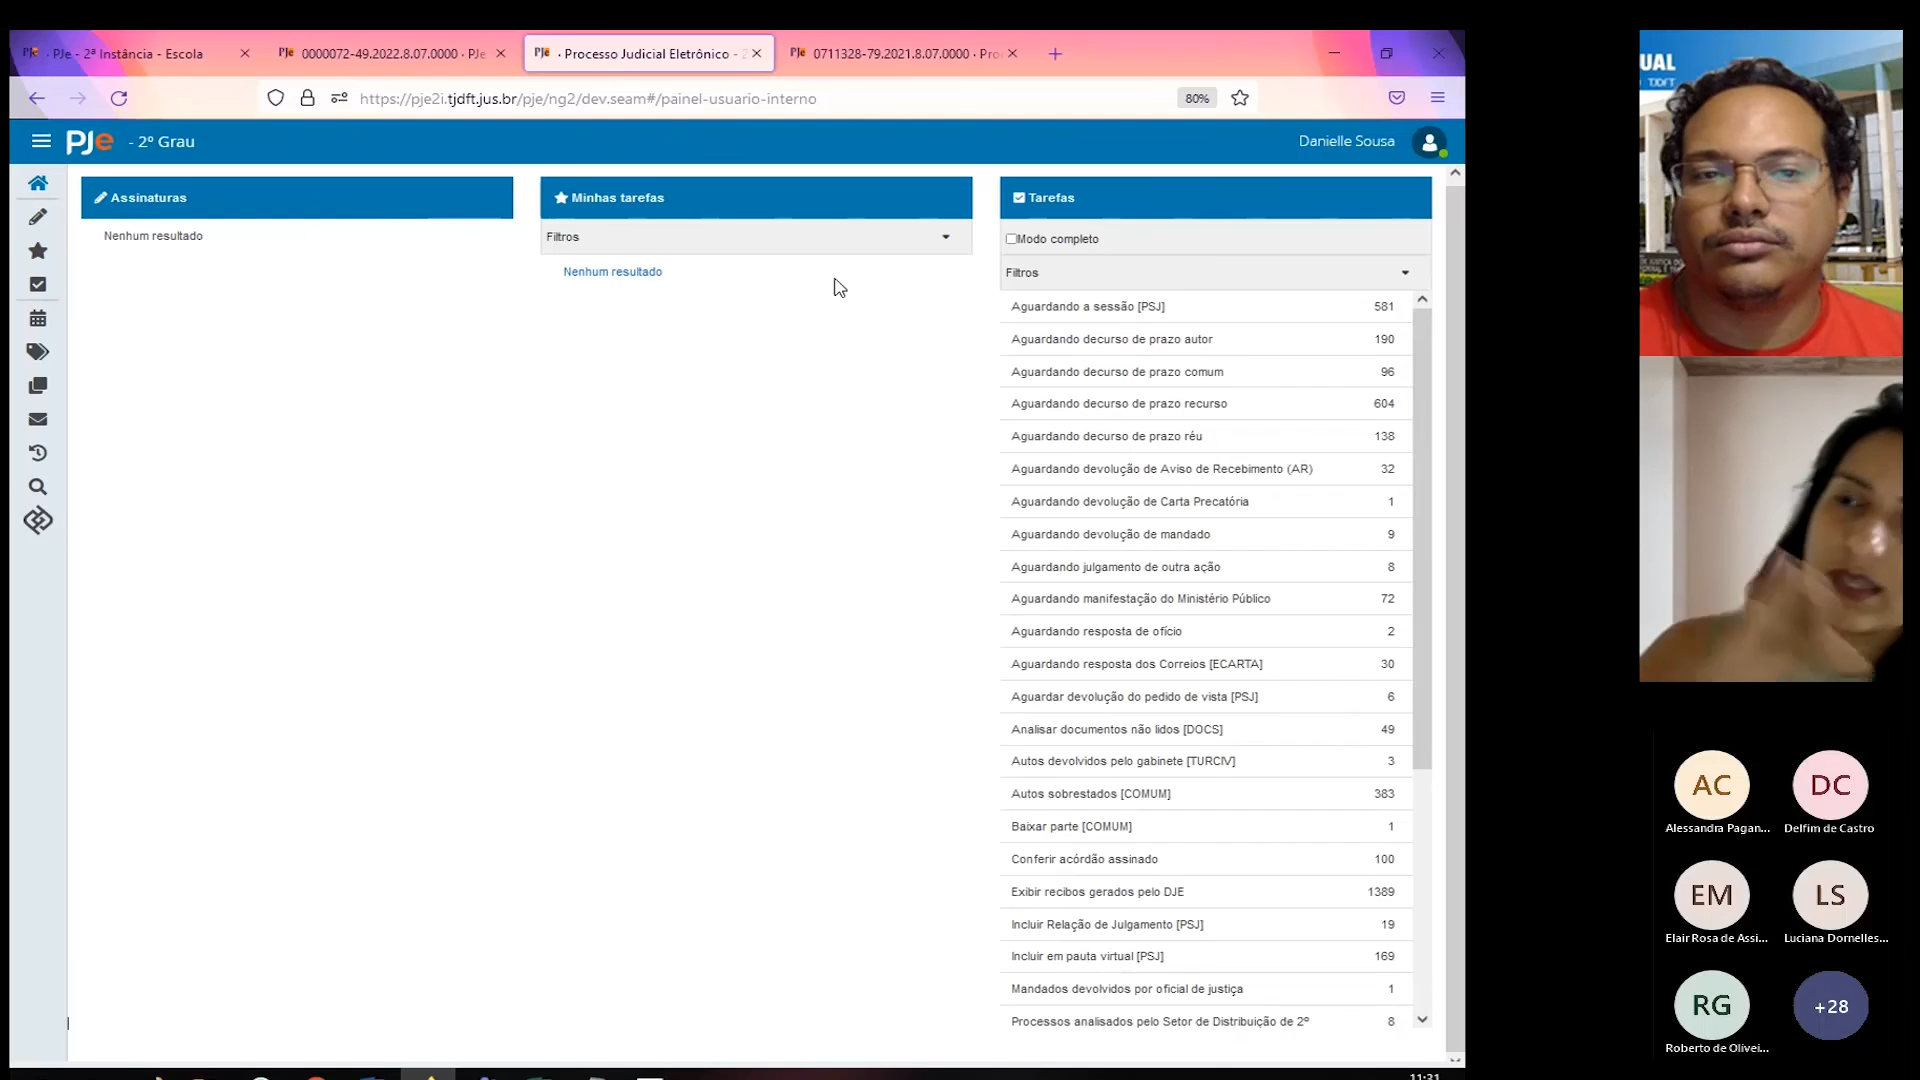 PJe · PJe - 2ª Instância - Escola
PJe 0000072-49.2022.8.07.0000 · PJe
PJe · Processo Judicial Eletrônico - 2
PJe 0711328-79.2021.8.07.0000 · Pro
https://pje2i.tjdft.jus.br/pje/ng2/dev.seam#/painel-usuario-interno
80%
PJe - 2º Grau
Danielle Sousa
Assinaturas
Nenhum resultado
Minhas tarefas
Filtros
Nenhum resultado
Tarefas
Modo completo
Filtros
Aguardando a sessão [PSJ] 581
Aguardando decurso de prazo autor 190
Aguardando decurso de prazo comum 96
Aguardando decurso de prazo recurso 604
Aguardando decurso de prazo réu 138
Aguardando devolução de Aviso de Recebimento (AR) 32
Aguardando devolução de Carta Precatória 1
Aguardando devolução de mandado 9
Aguardando julgamento de outra ação 8
Aguardando manifestação do Ministério Público 72
Aguardando resposta de ofício 2
Aguardando resposta dos Correios [ECARTA] 30
Aguardar devolução do pedido de vista [PSJ] 6
Analisar documentos não lidos [DOCS] 49
Autos devolvidos pelo gabinete [TURCIV] 3
Autos sobrestados [COMUM] 383
Baixar parte [COMUM] 1
Conferir acórdão assinado 100
Exibir recibos gerados pelo DJE 1389
Incluir Relação de Julgamento [PSJ] 19
Incluir em pauta virtual [PSJ] 169
Mandados devolvidos por oficial de justiça 1
Processos analisados pelo Setor de Distribuição de 2º 8
11:31
UAL
TJDFT
AC
Alessandra Pagan...
DC
Delfim de Castro
EM
Elair Rosa de Assi...
LS
Luciana Dornelles...
RG
Roberto de Olivei...
+28